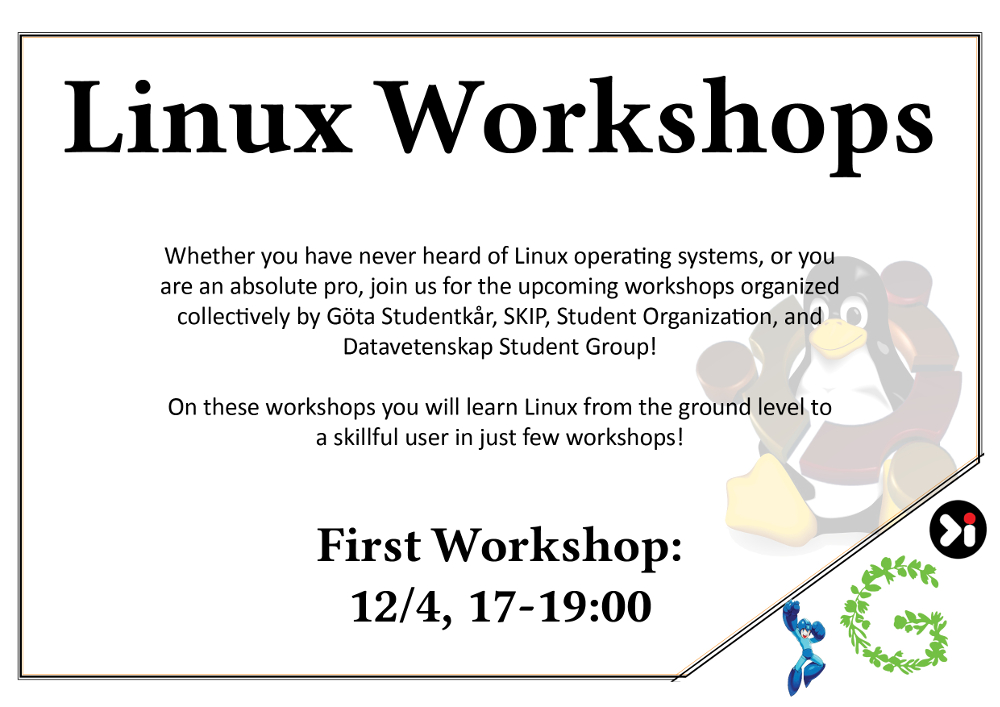 Linux Workshops
Whether you have never heard of Linux operating systems, or you
are an absolute pro, join us for the upcoming workshops organized
collectively by Göta Studentkår, SKIP, Student Organization, and
Datavetenskap Student Group!
On these workshops you will learn Linux from the ground level to
a skillful user in just few workshops!
First Workshop:
12/4, 17-19:00
G